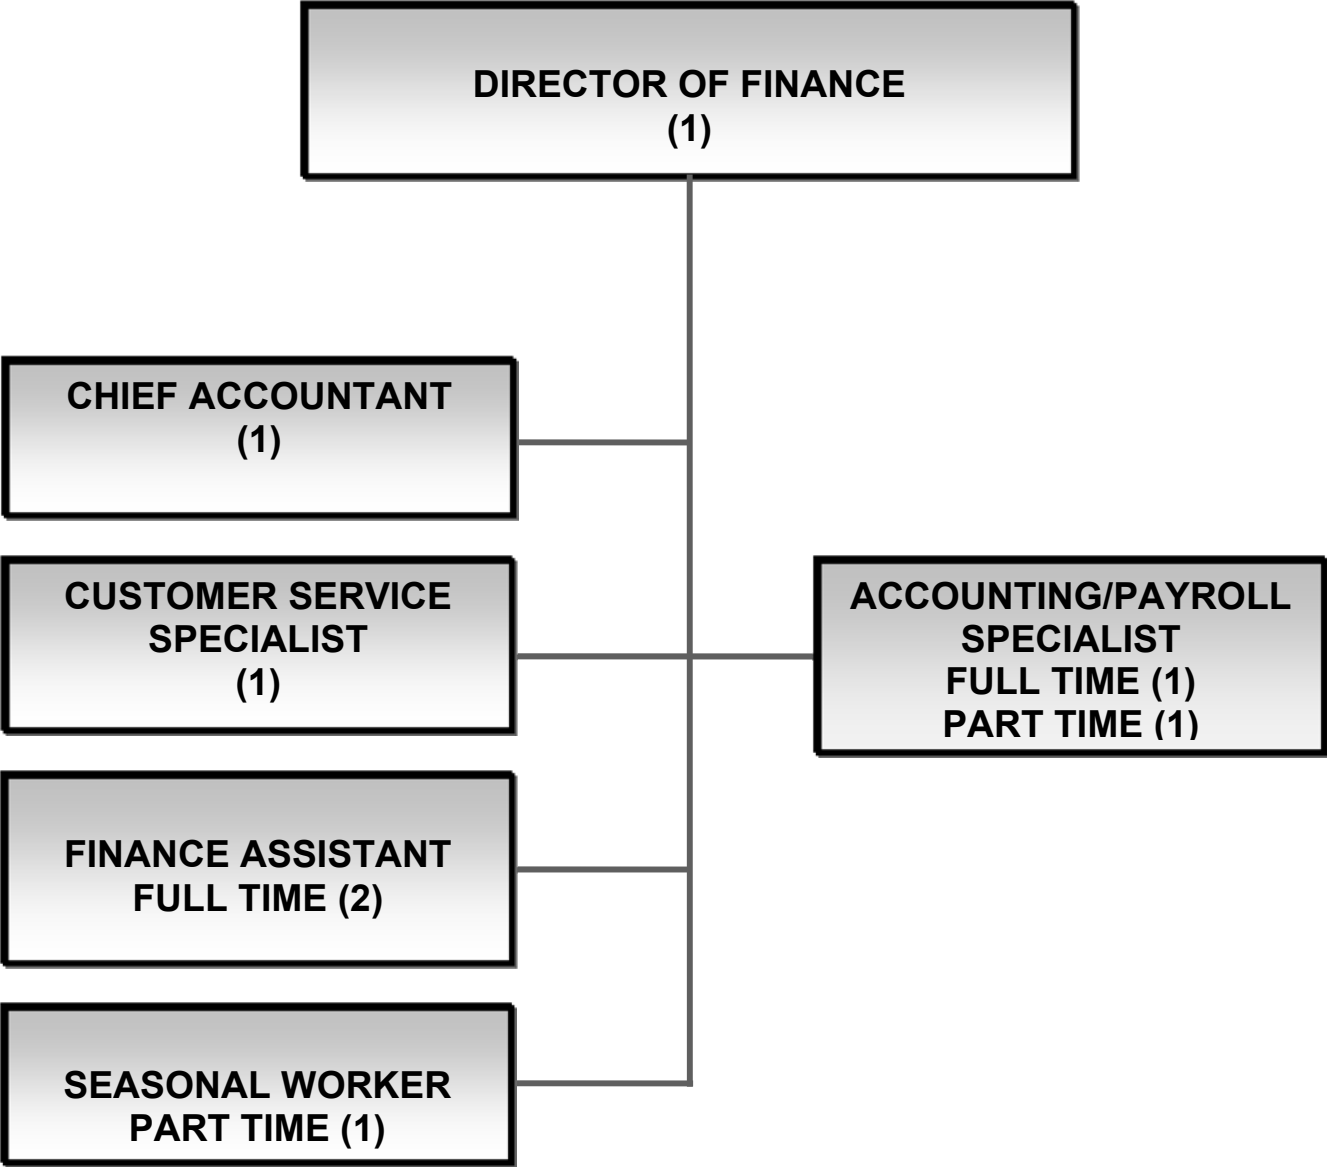 DIRECTOR OF FINANCE
(1)
CHIEF ACCOUNTANT
(1)
CUSTOMER SERVICE
SPECIALIST
(1)
ACCOUNTING/PAYROLL
SPECIALIST
FULL TIME (1)
PART TIME (1)
FINANCE ASSISTANT
FULL TIME (2)
SEASONAL WORKER
PART TIME (1)